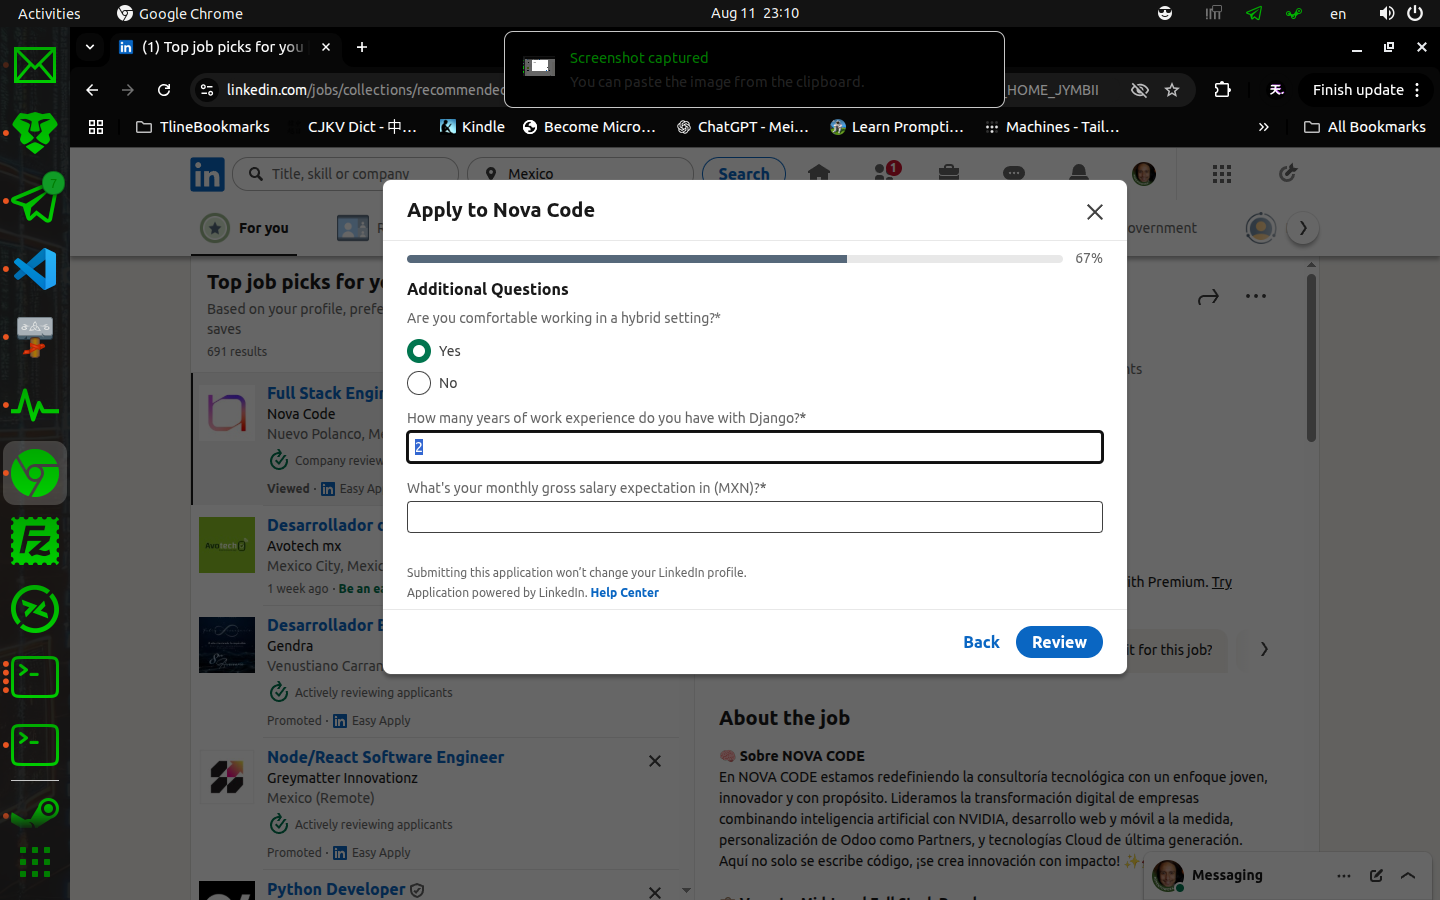 Activities
Google Chrome
Aug 11 23:10
en
(1) Top job picks for you
Screenshot captured
You can paste the image from the clipboard.
linkedin.com/jobs/collections/recommended
_HOME_JYMBII
Finish update
TlineBookmarks
CJKV Dict - 中...
Kindle
Become Micro...
ChatGPT - Mei...
Learn Prompti...
Machines - Tail...
All Bookmarks
7
Title, skill or company
Mexico
Search
1
For you
overnment
Apply to Nova Code
67%
Additional Questions
Are you comfortable working in a hybrid setting?*
Yes
No
How many years of work experience do you have with Django?*
2
What's your monthly gross salary expectation in (MXN)?*
Submitting this application won't change your LinkedIn profile.
Application powered by LinkedIn. Help Center
Back
Review
Top job picks for y
Based on your profile, prefe
saves
691 results
Full Stack Engi
Nova Code
Nuevo Polanco, Me
Company review
Viewed · Easy Ap
Desarrollador
Avotech mx
Mexico City, Mexic
1 week ago · Be an ea
Desarrollador E
Gendra
Venustiano Carran
Actively reviewing applicants
Promoted · Easy Apply
Node/React Software Engineer
Greymatter Innovationz
Mexico (Remote)
Actively reviewing applicants
Promoted · Easy Apply
Python Developer
nts
ith Premium. Try
it for this job?
About the job
🧠 Sobre NOVA CODE
En NOVA CODE estamos redefiniendo la consultoría tecnológica con un enfoque joven,
innovador y con propósito. Lideramos la transformación digital de empresas
combinando inteligencia artificial con NVIDIA, desarrollo web y móvil a la medida,
personalización de Odoo como Partners, y tecnologías Cloud de última generación.
Aquí no solo se escribe código, ¡se crea innovación con impacto! ✨
Messaging